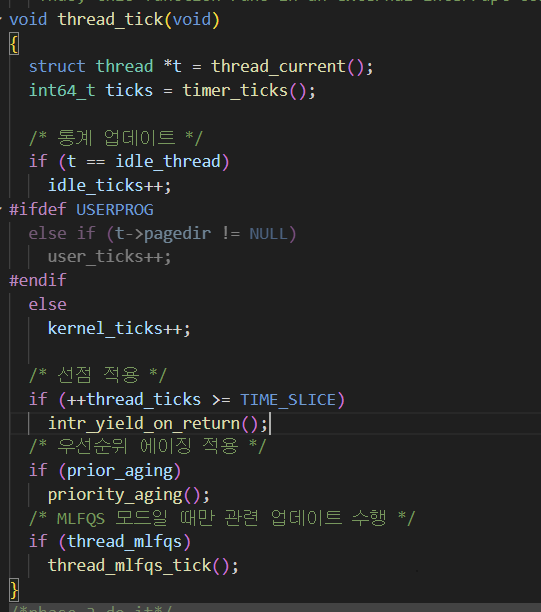 void thread_tick(void)
{
  struct thread *t = thread_current();
  int64_t ticks = timer_ticks();

  /* 통계 업데이트 */
  if (t == idle_thread)
    idle_ticks++;
#ifdef USERPROG
  else if (t->pagedir != NULL)
    user_ticks++;
#endif
  else
    kernel_ticks++;

  /* 선점 적용 */
  if (++thread_ticks >= TIME_SLICE)
    intr_yield_on_return();
  /* 우선순위 에이징 적용 */
  if (prior_aging)
    priority_aging();
  /* MLFQS 모드일 때만 관련 업데이트 수행 */
  if (thread_mlfqs)
    thread_mlfqs_tick();
}